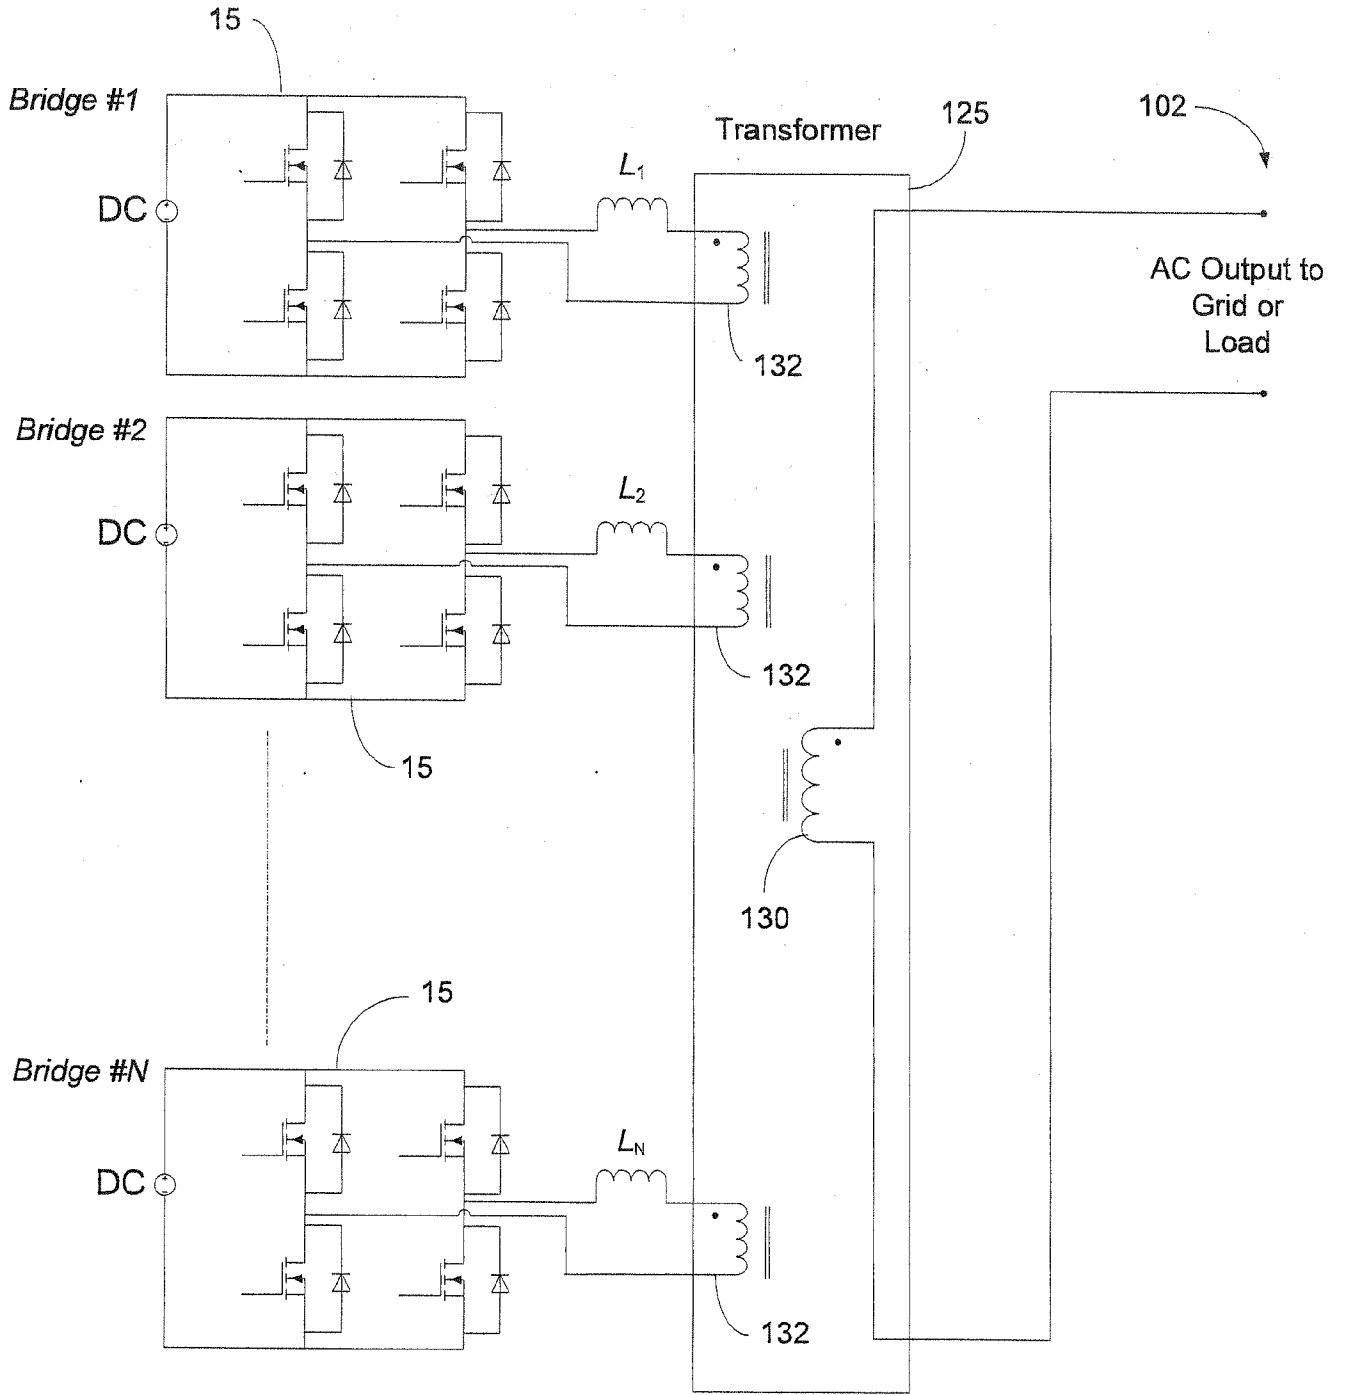 15
Bridge #1
Transformer
125
102
L1
DC
AC Output to
Grid or
Load
132
Bridge #2
L2
DC
132
15
130
15
Bridge #N
LN
DC
132